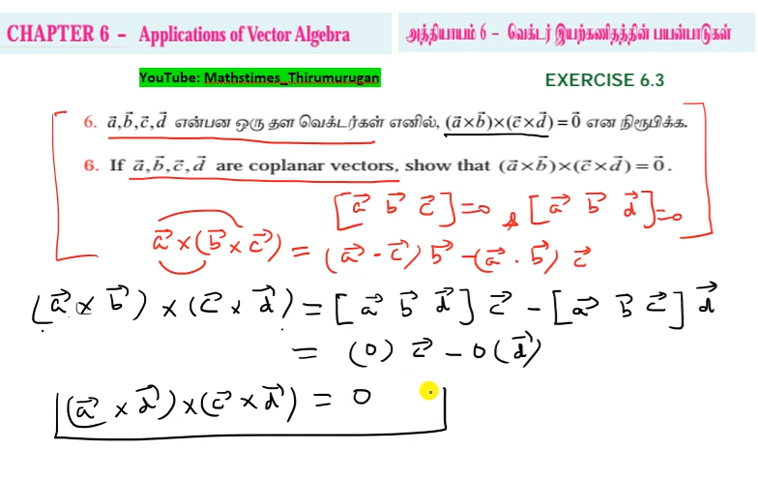 CHAPTER 6 – Applications of Vector Algebra
அத்தியாயம் 6 – வெக்டர் இயற்கணிதத்தின் பயன்பாடுகள்
YouTube: Mathstimes_Thirumurugan
EXERCISE 6.3
6. a⃗,b⃗,c⃗,d⃗ என்பன ஒரு தள வெக்டர்கள் எனில், (a⃗×b⃗)×(c⃗×d⃗)=0⃗ என நிரூபிக்க.
6. If a⃗,b⃗,c⃗,d⃗ are coplanar vectors, show that (a⃗×b⃗)×(c⃗×d⃗)=0⃗.
[a⃗ b⃗ c⃗]=0, [a⃗ b⃗ d⃗]=0
a⃗×(b⃗×c⃗)=(a⃗·c⃗)b⃗-(a⃗·b⃗)c⃗
(a⃗×b⃗)×(c⃗×d⃗)=[a⃗ b⃗ d⃗]c⃗-[a⃗ b⃗ c⃗]d⃗
=(0)c⃗-0(d⃗)
(a⃗×d⃗)×(c⃗×d⃗)=0